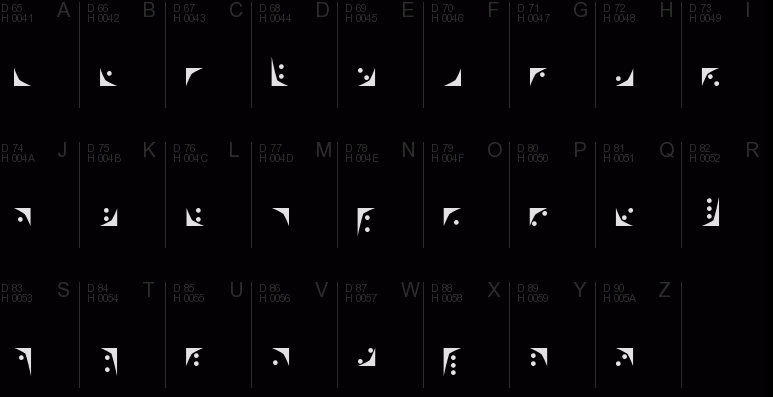 D 65 H 0041 A D 66 H 0042 B D 67 H 0043 C D 68 H 0044 D D 69 H 0045 E D 70 H 0046 F D 71 H 0047 G D 72 H 0048 H D 73 H 0049 I
D 74 H 004A J D 75 H 004B K D 76 H 004C L D 77 H 004D M D 78 H 004E N D 79 H 004F O D 80 H 0050 P D 81 H 0051 Q D 82 H 0052 R
D 83 H 0053 S D 84 H 0054 T D 85 H 0055 U D 86 H 0056 V D 87 H 0057 W D 88 H 0058 X D 89 H 0059 Y D 90 H 005A Z